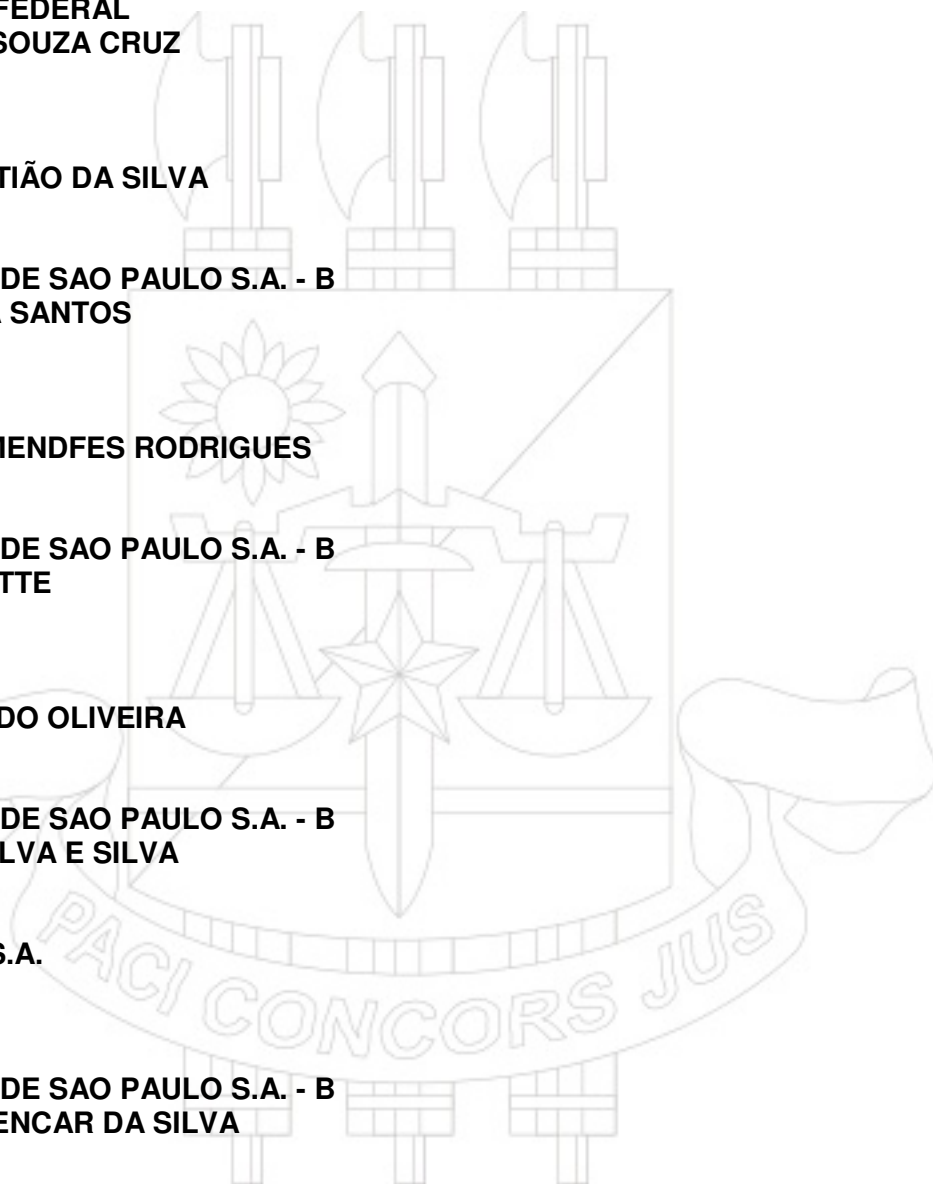 FEDERAL
SOUZA CRUZ
TIÃO DA SILVA
DE SAO PAULO S.A. - B
A SANTOS
MENDFES RODRIGUES
DE SAO PAULO S.A. - B
TTE
DO OLIVEIRA
DE SAO PAULO S.A. - B
LVA E SILVA
S.A.
PACI CONCORS JUS
DE SAO PAULO S.A. - B
ENCAR DA SILVA